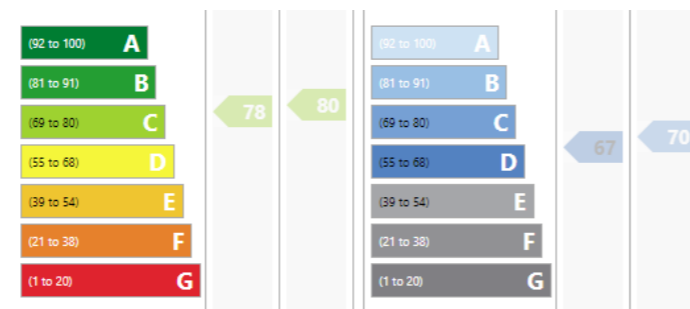 (92 to 100) A
(81 to 91) B
(69 to 80) C
(55 to 68) D
(39 to 54) E
(21 to 38) F
(1 to 20) G
78
80
(92 to 100) A
(81 to 91) B
(69 to 80) C
(55 to 68) D
(39 to 54) E
(21 to 38) F
(1 to 20) G
67
70